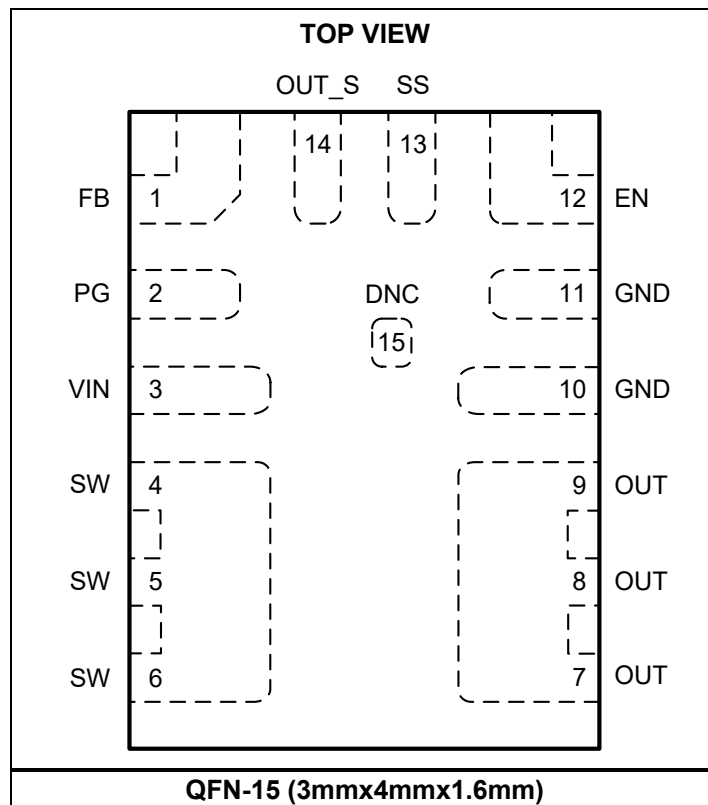 TOP VIEW
OUT_S SS
14 13
FB 1 12 EN
PG 2 DNC 11 GND
15
VIN 3 10 GND
SW 4 9 OUT
SW 5 8 OUT
SW 6 7 OUT
QFN-15 (3mmx4mmx1.6mm)